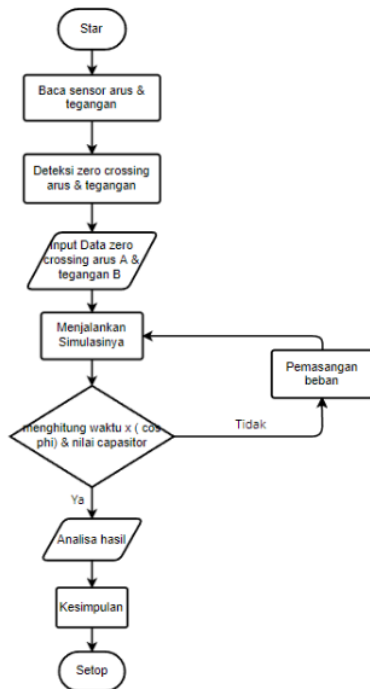 Star
Baca sensor arus &
tegangan
Deteksi zero crossing
arus & tegangan
Input Data zero
crossing arus A &
tegangan B
Menjalankan
Simulasinya
Pemasangan
beban
menghitung waktu x ( cos
phi) & nilai capasitor
Tidak
Ya
Analisa hasil
Kesimpulan
Setop